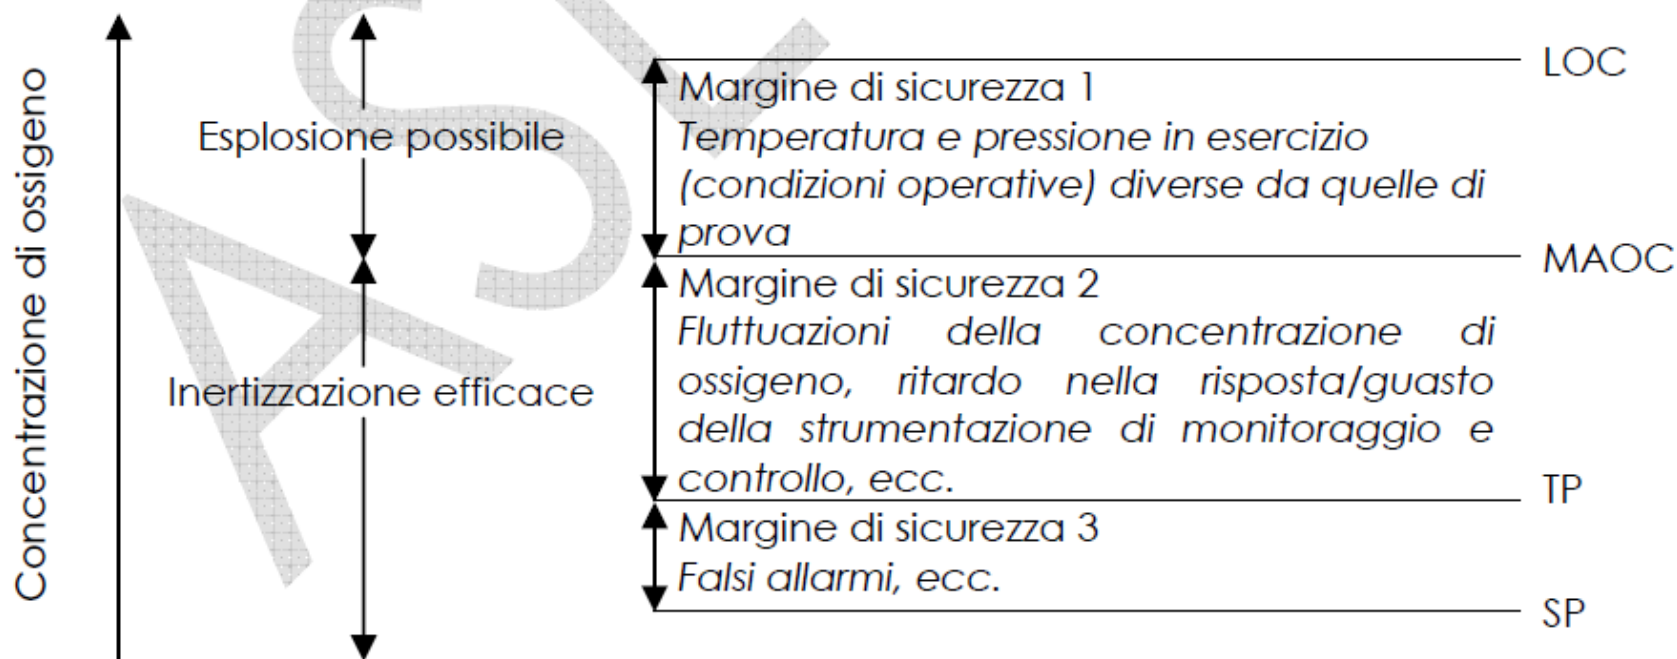 Concentrazione di ossigeno
Esplosione possibile
Inertizzazione efficace
LOC
Margine di sicurezza 1
Temperatura e pressione in esercizio
(condizioni operative) diverse da quelle di
prova
MAOC
Margine di sicurezza 2
Fluttuazioni della concentrazione di
ossigeno, ritardo nella risposta/guasto
della strumentazione di monitoraggio e
controllo, ecc.
TP
Margine di sicurezza 3
Falsi allarmi, ecc.
SP